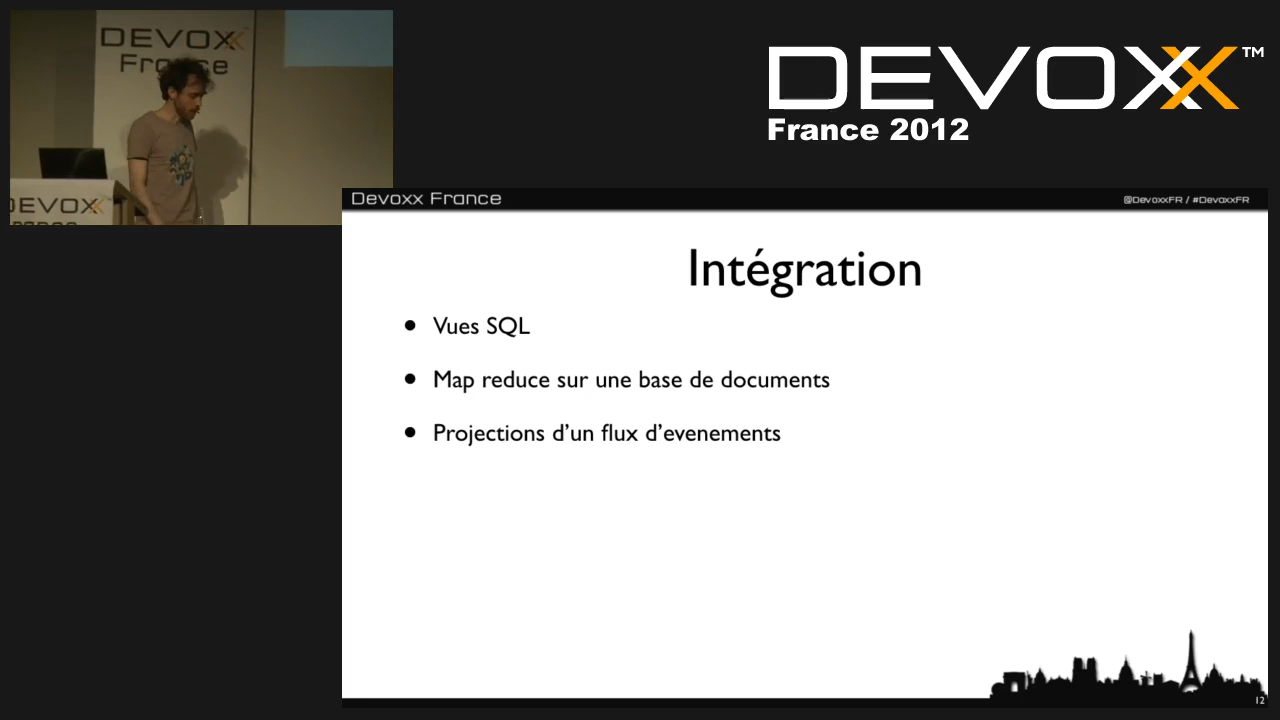 DEVOXX
France
DEVOXX
DEVOXX™
France 2012
Devoxx France
@DevoxxFR / #DevoxxFR
Intégration
• Vues SQL
• Map reduce sur une base de documents
• Projections d’un flux d’evenements
12